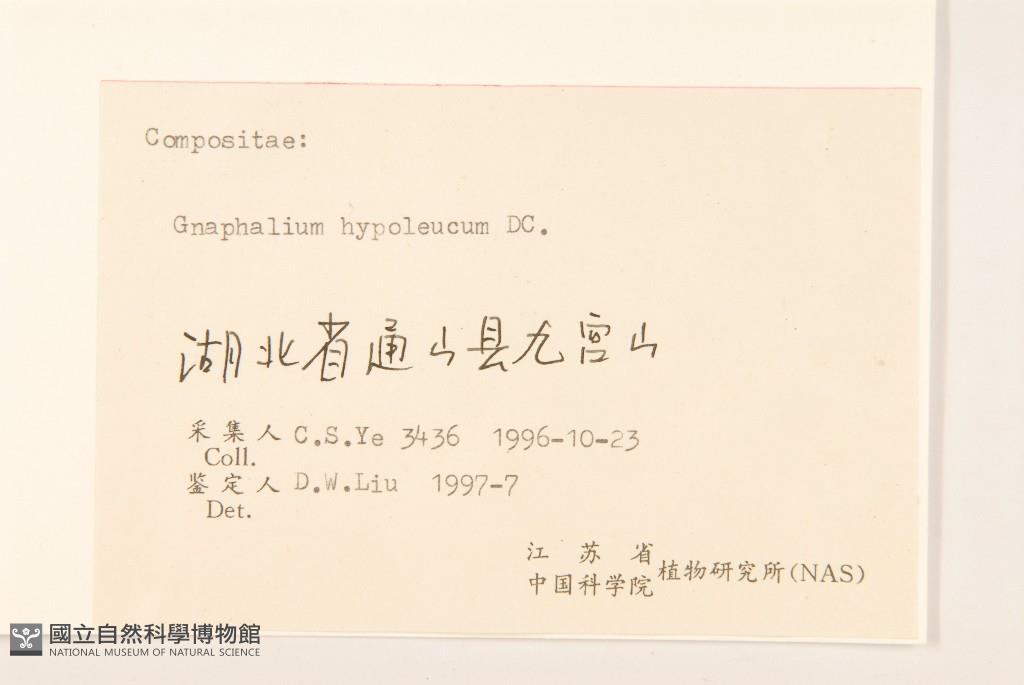 Compositae:
Gnaphalium hypoleucum DC.
湖北省通山县九宫山
采集人 C.S.Ye 3436 1996-10-23
Coll.
鉴定人 D.W.Liu 1997-7
Det.
江苏省
中国科学院 植物研究所(NAS)
國立自然科學博物館
NATIONAL MUSEUM OF NATURAL SCIENCE